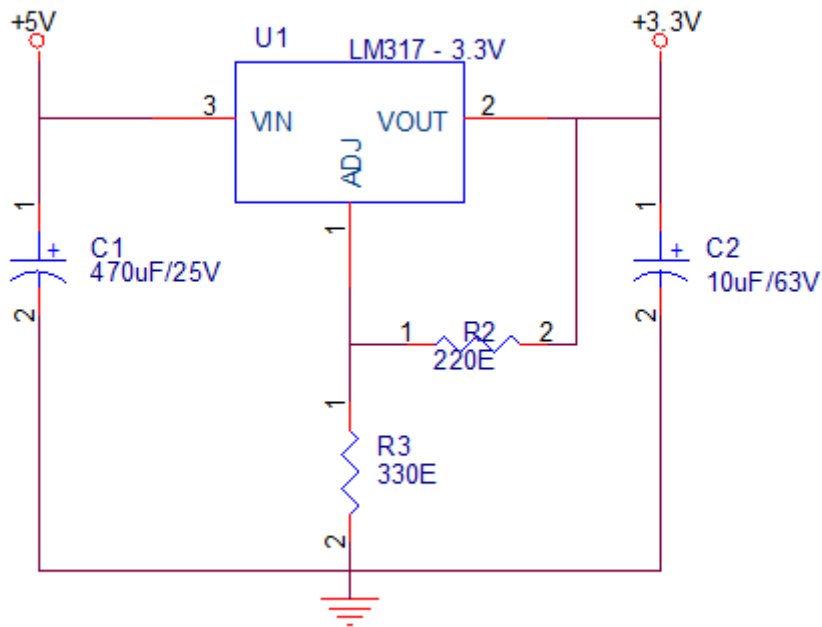 +5V
+3.3V
U1
LM317 - 3.3V
3
VIN
VOUT
2
ADJ
1
1
1
C1
470uF/25V
2
C2
10uF/63V
2
1
R2
2
220E
1
R3
330E
2